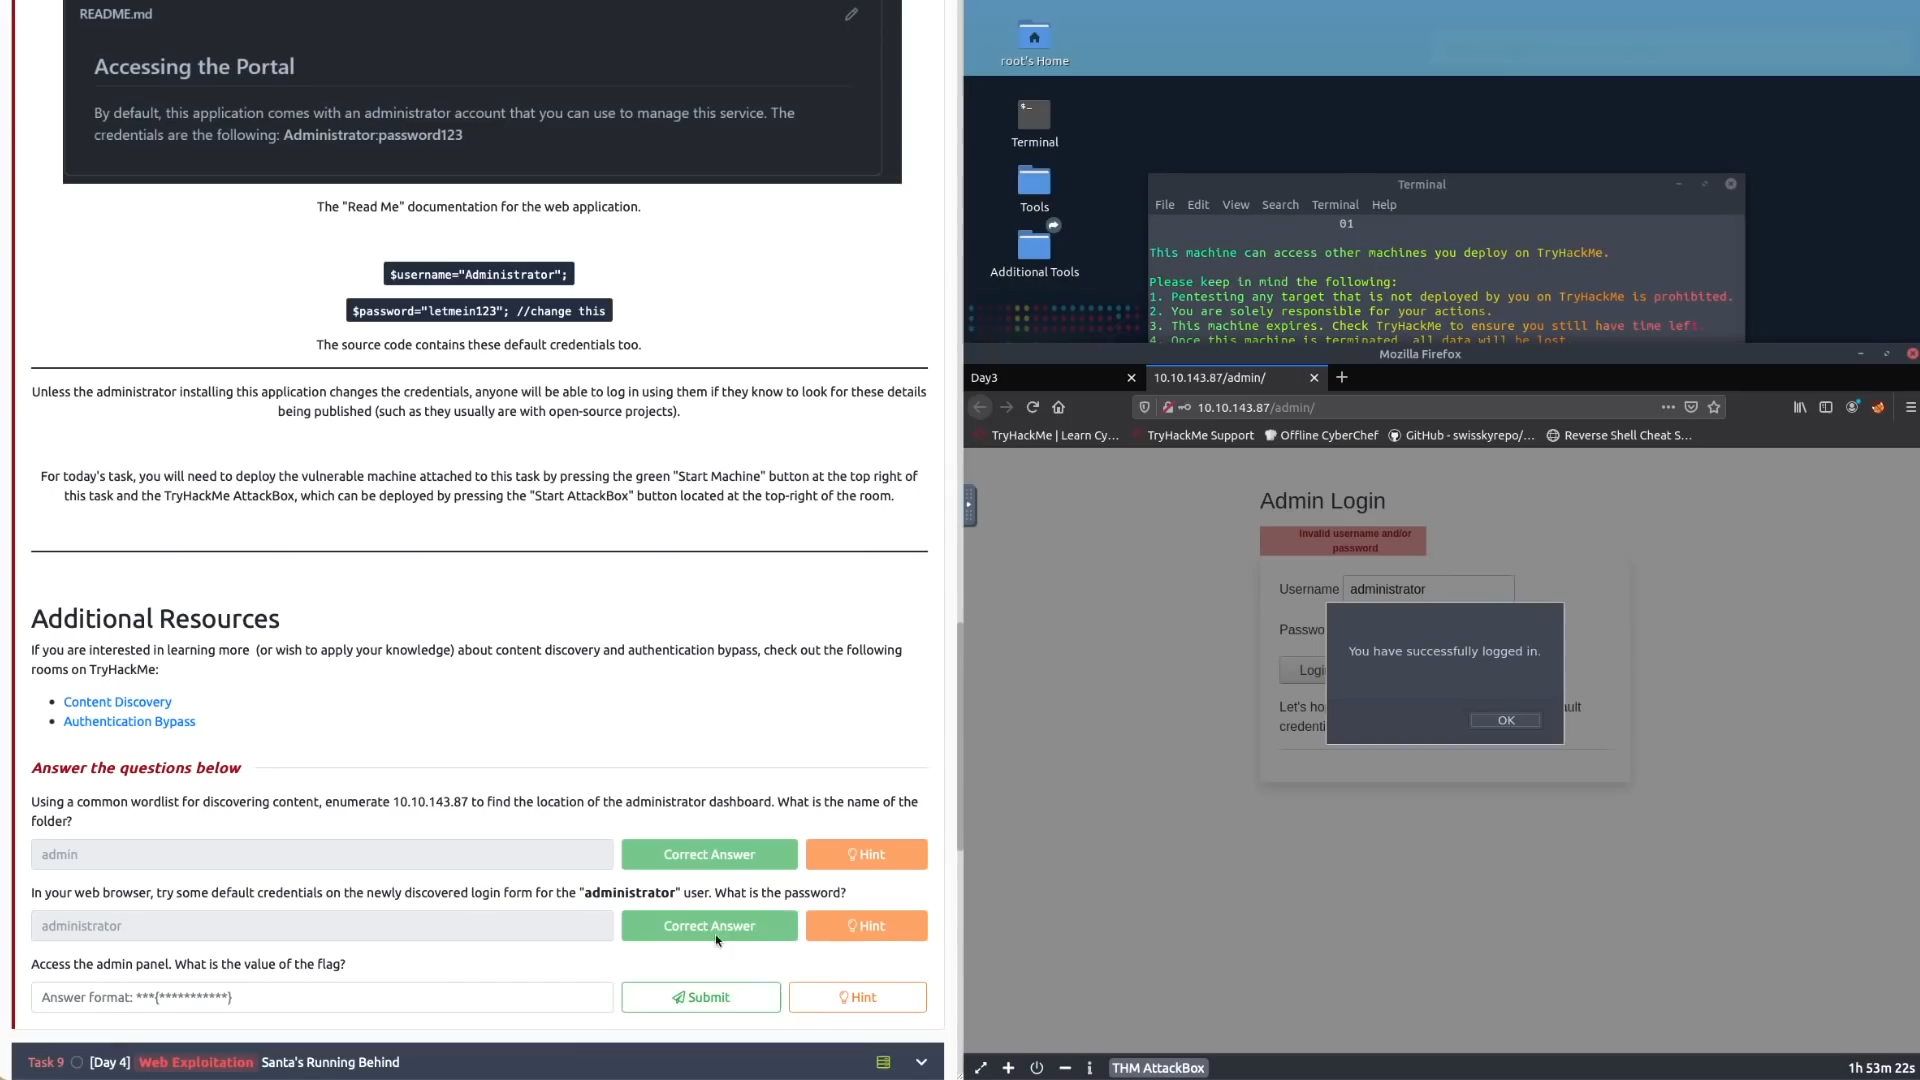 README.md
Accessing the Portal
By default, this application comes with an administrator account that you can use to manage this service. The
credentials are the following: Administrator:password123
The "Read Me" documentation for the web application.
$username="Administrator";
$password="letmein123"; //change this
The source code contains these default credentials too.
Unless the administrator installing this application changes the credentials, anyone will be able to log in using them if they know to look for these details
being published (such as they usually are with open-source projects).
For today's task, you will need to deploy the vulnerable machine attached to this task by pressing the green "Start Machine" button at the top right of
this task and the TryHackMe AttackBox, which can be deployed by pressing the "Start AttackBox" button located at the top-right of the room.
Additional Resources
If you are interested in learning more (or wish to apply your knowledge) about content discovery and authentication bypass, check out the following
rooms on TryHackMe:
Content Discovery
Authentication Bypass
Answer the questions below
Using a common wordlist for discovering content, enumerate 10.10.143.87 to find the location of the administrator dashboard. What is the name of the
folder?
admin
Correct Answer
Hint
In your web browser, try some default credentials on the newly discovered login form for the "administrator" user. What is the password?
administrator
Correct Answer
Hint
Access the admin panel. What is the value of the flag?
Answer format: ***{***********}
Submit
Hint
Task 9 [Day 4] Web Exploitation Santa's Running Behind
root's Home
Terminal
Tools
Additional Tools
Terminal
File Edit View Search Terminal Help
01
This machine can access other machines you deploy on TryHackMe.
Please keep in mind the following:
1. Pentesting any target that is not deployed by you on TryHackMe is prohibited.
2. You are solely responsible for your actions.
3. This machine expires. Check TryHackMe to ensure you still have time left
4. Once this machine is terminated, all data will be lost
Mozilla Firefox
Day3
10.10.143.87/admin/
10.10.143.87/admin/
TryHackMe | Learn Cy...
TryHackMe Support
Offline CyberChef
GitHub - swisskyrepo/...
Reverse Shell Cheat S...
Admin Login
Invalid username and/or
password
Username administrator
Passwo
Logi
Let's ho
ault
credenti
You have successfully logged in.
OK
THM AttackBox
1h 53m 22s